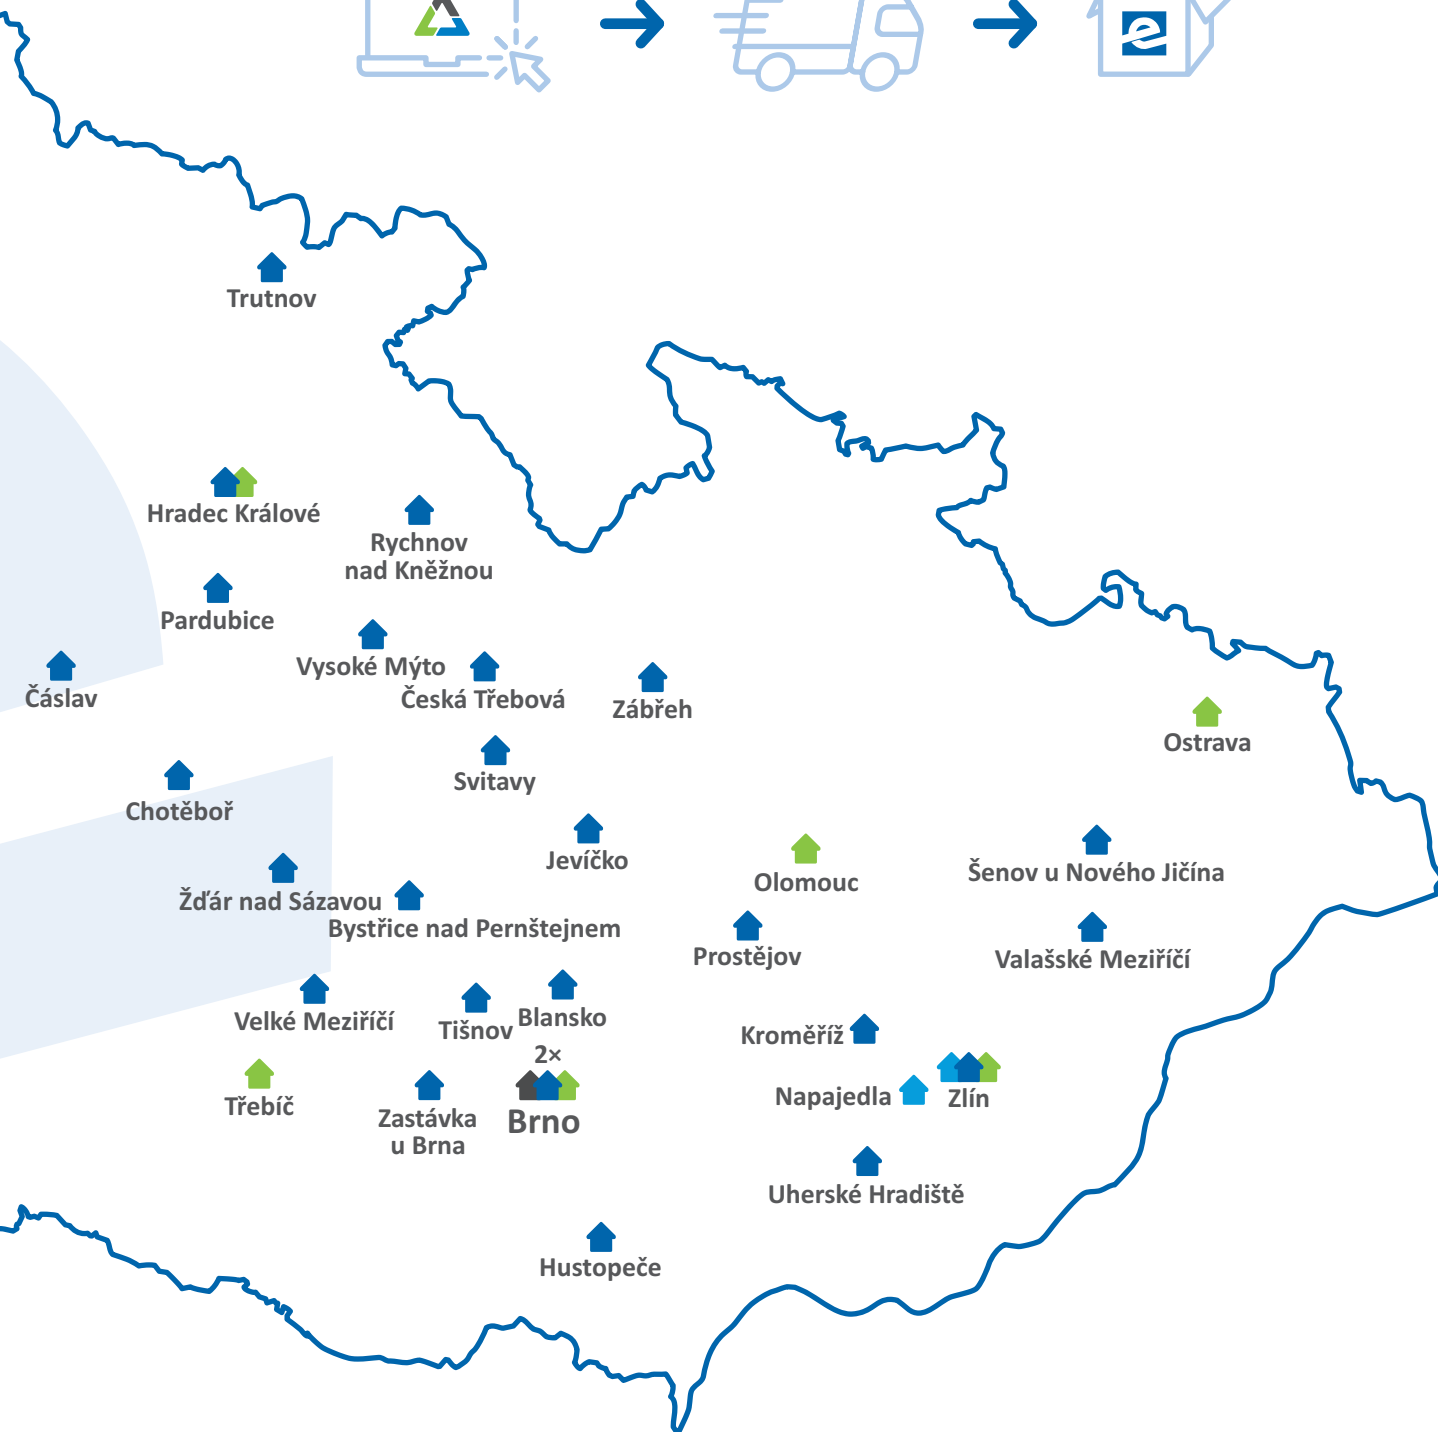 Trutnov
Hradec Králové
Rychnov
nad Kněžnou
Pardubice
Vysoké Mýto
Čáslav
Česká Třebová
Zábřeh
Ostrava
Svitavy
Chotěboř
Jevíčko
Olomouc
Šenov u Nového Jičína
Žďár nad Sázavou
Bystřice nad Pernštejnem
Prostějov
Valašské Meziříčí
Velké Meziříčí
Tišnov
Blansko
Kroměříž
2×
Třebíč
Zastávka
u Brna
Brno
Napajedla
Zlín
Uherské Hradiště
Hustopeče